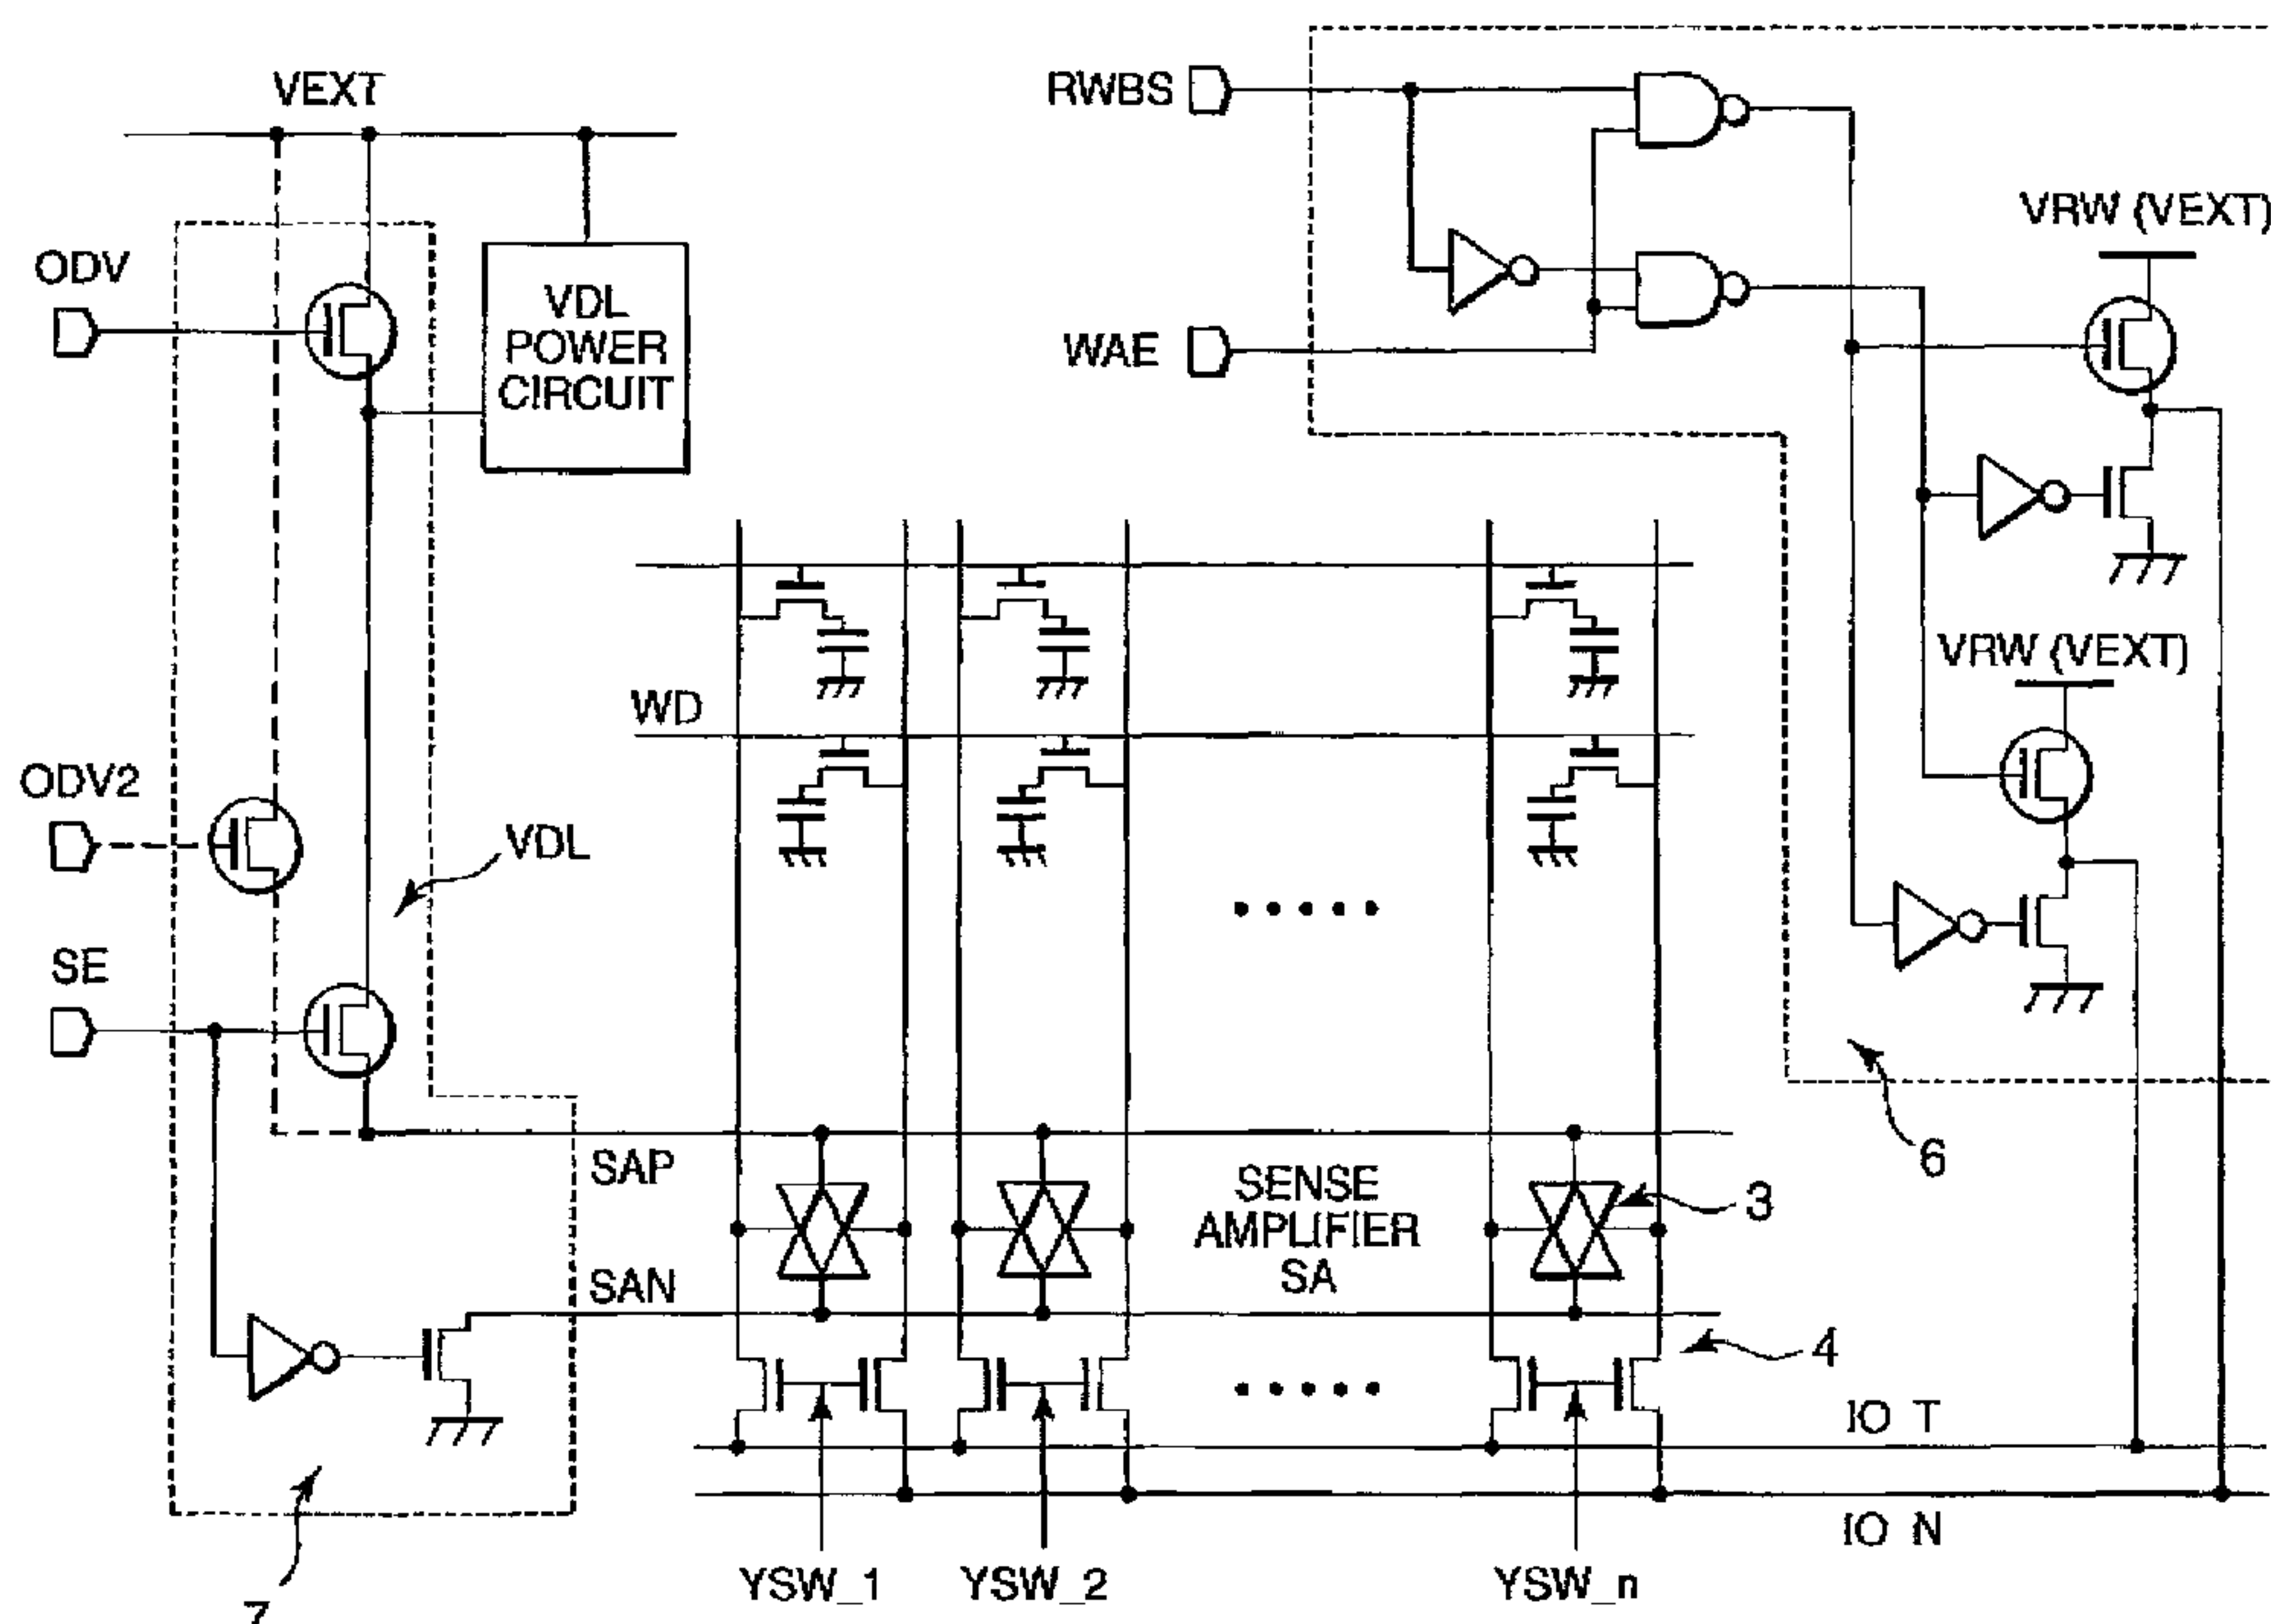 VEXT
RWBS
VRW (VEXT)
ODV
VDL
POWER
CIRCUIT
WAE
VRW (VEXT)
WD
ODV2
VDL
SE
6
SAP
SENSE
AMPLIFIER
SA
3
SAN
4
IO T
IO N
YSW_1
YSW_2
YSW_n
7